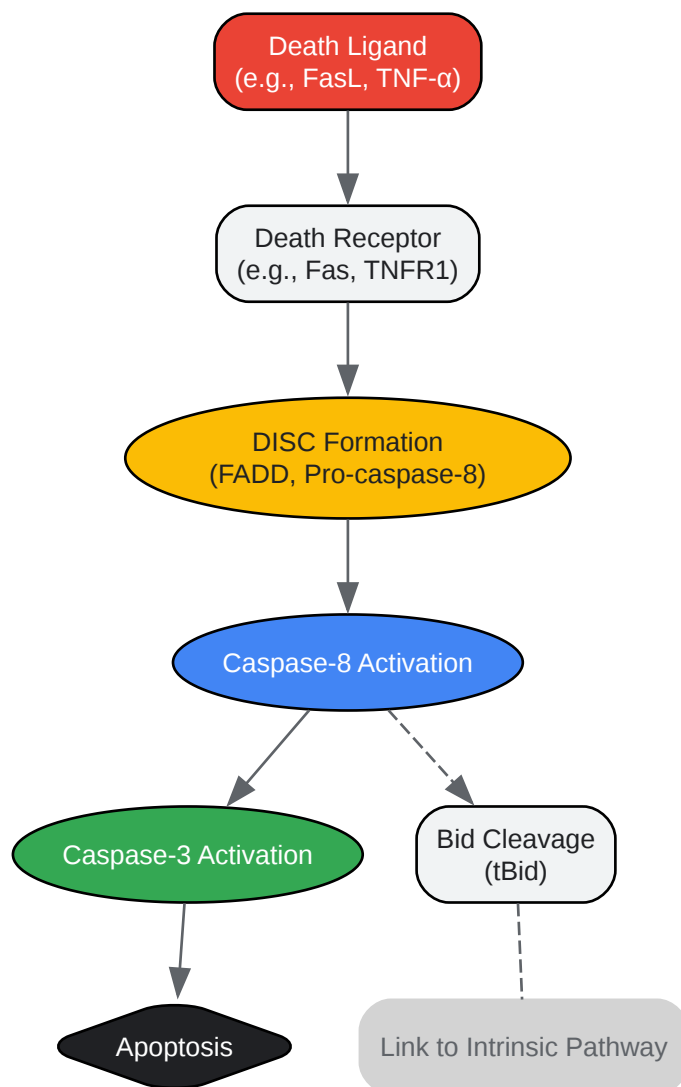 Death Ligand
(e.g., FasL, TNF-α)
Death Receptor
(e.g., Fas, TNFR1)
DISC Formation
(FADD, Pro-caspase-8)
Caspase-8 Activation
Caspase-3 Activation
Bid Cleavage
(tBid)
Apoptosis
Link to Intrinsic Pathway